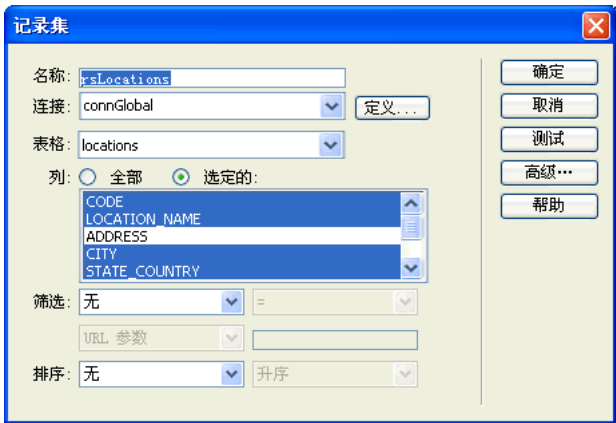 记录集
名称: rsLocations
连接: connGlobal 定义...
表格: locations
列: 全部 选定的:
CODE
LOCATION_NAME
ADDRESS
CITY
STATE_COUNTRY
筛选: 无 =
URL 参数
排序: 无 升序
确定
取消
测试
高级…
帮助